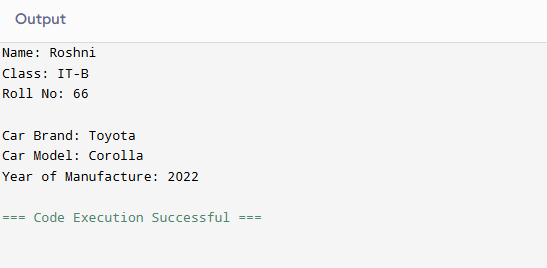 Output
Name: Roshni
Class: IT-B
Roll No: 66
Car Brand: Toyota
Car Model: Corolla
Year of Manufacture: 2022
=== Code Execution Successful ===